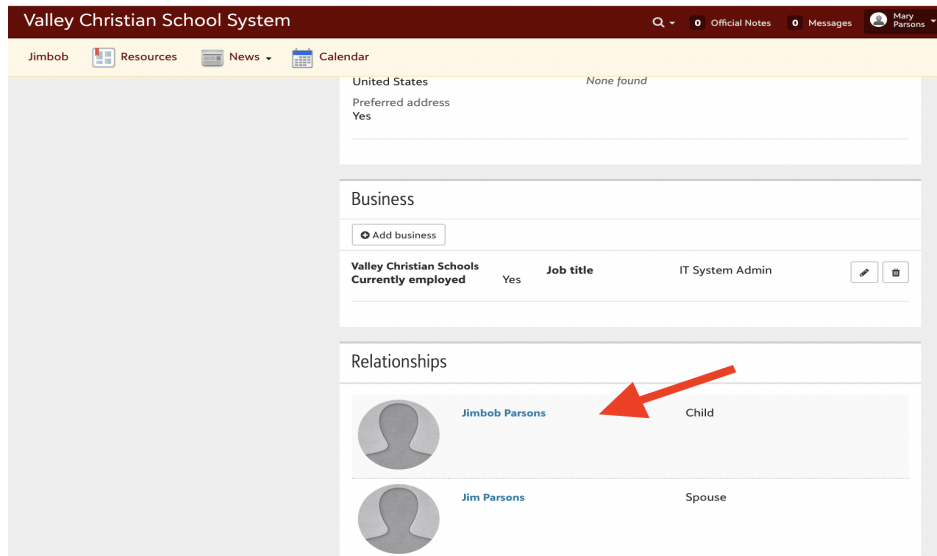 Valley Christian School System
0 Official Notes 0 Messages Mary Parsons
Jimbob Resources News Calendar
United States None found
Preferred address
Yes
Business
Add business
Valley Christian Schools Job title IT System Admin
Currently employed Yes
Relationships
Jimbob Parsons Child
Jim Parsons Spouse